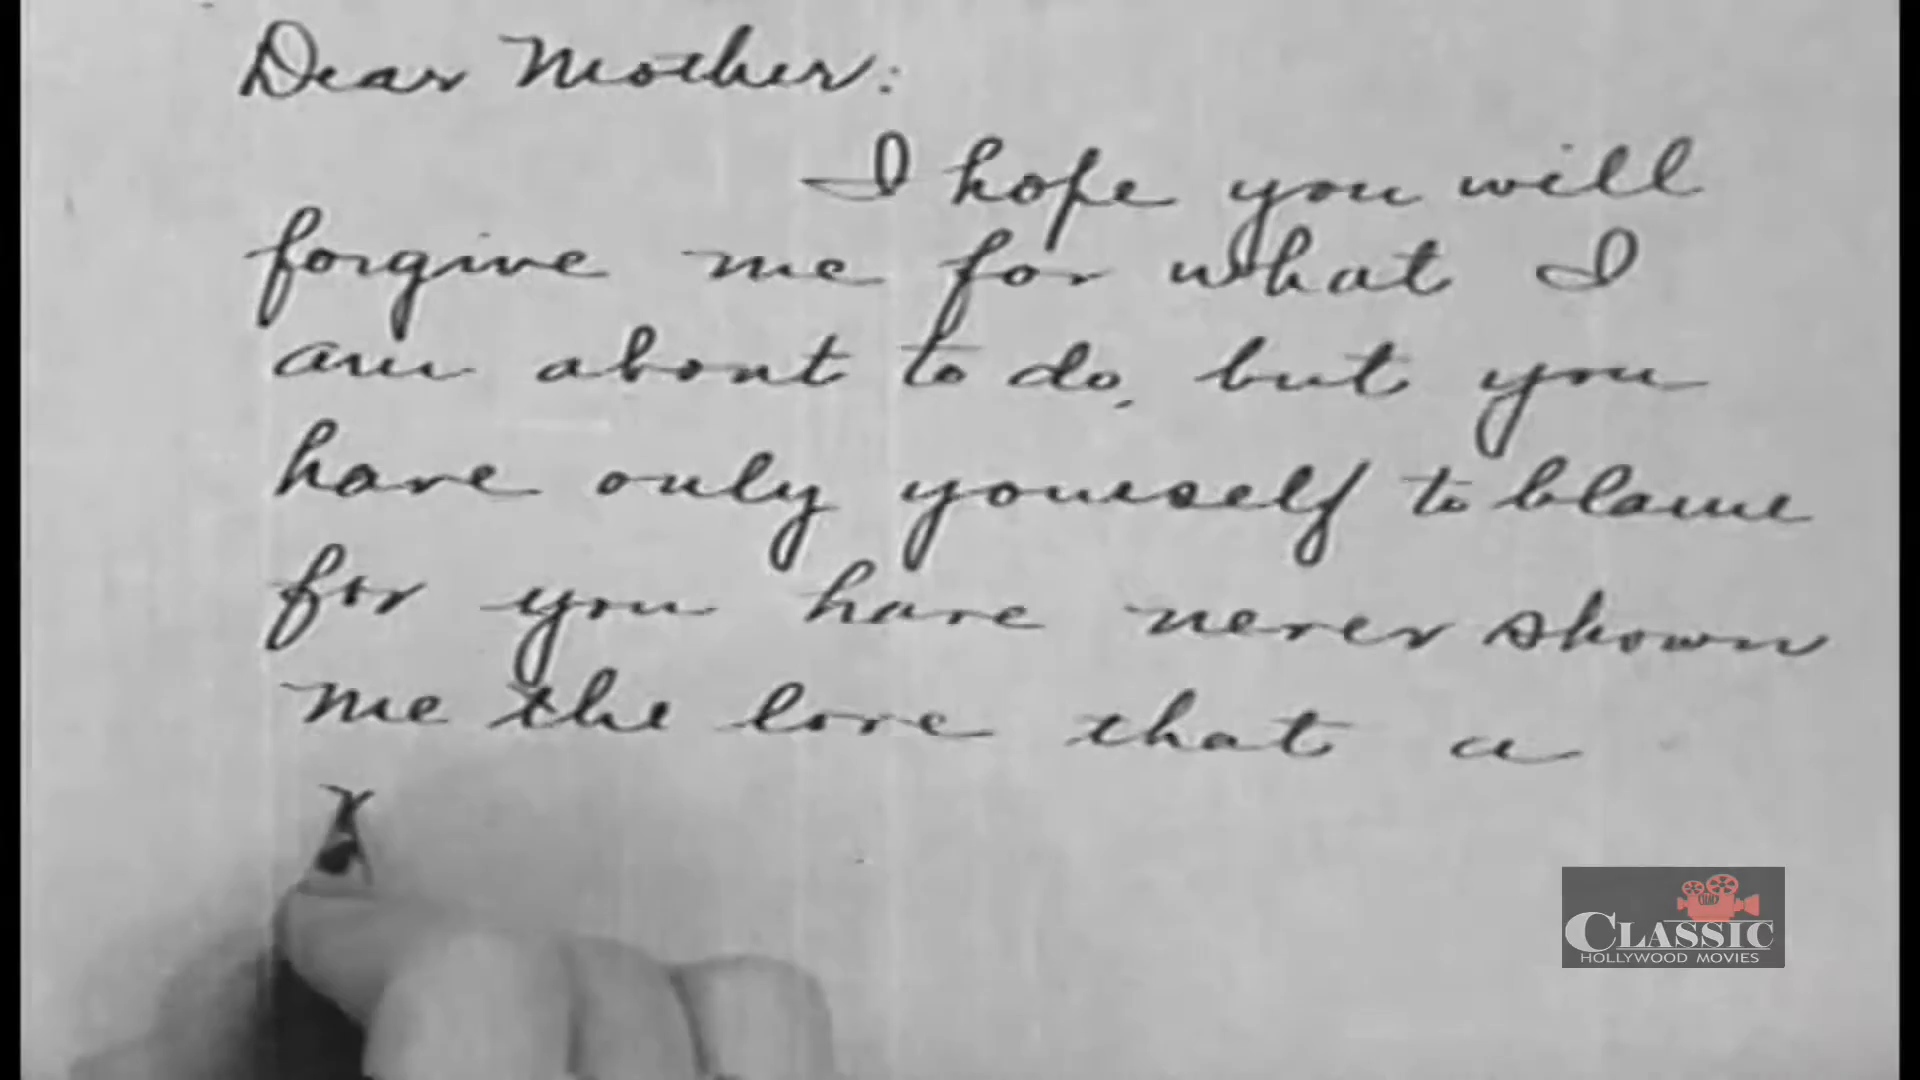 Dear Mother:
I hope you will
forgive me for what I
am about to do, but you
have only yourself to blame
for you have never shown
me the love that a
CLASSIC
HOLLYWOOD MOVIES